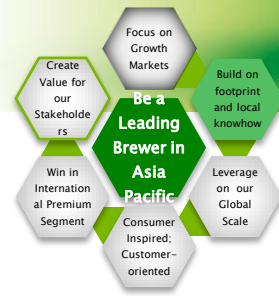 Focus on
Growth
Markets
Create
Value for
our
Stakeholde
rs
Build on
footprint
and local
knowhow
Be a
Leading
Brewer in
Asia
Pacific
Win in
Internation
al Premium
Segment
Leverage
on our
Global
Scale
Consumer
Inspired;
Customer-
oriented